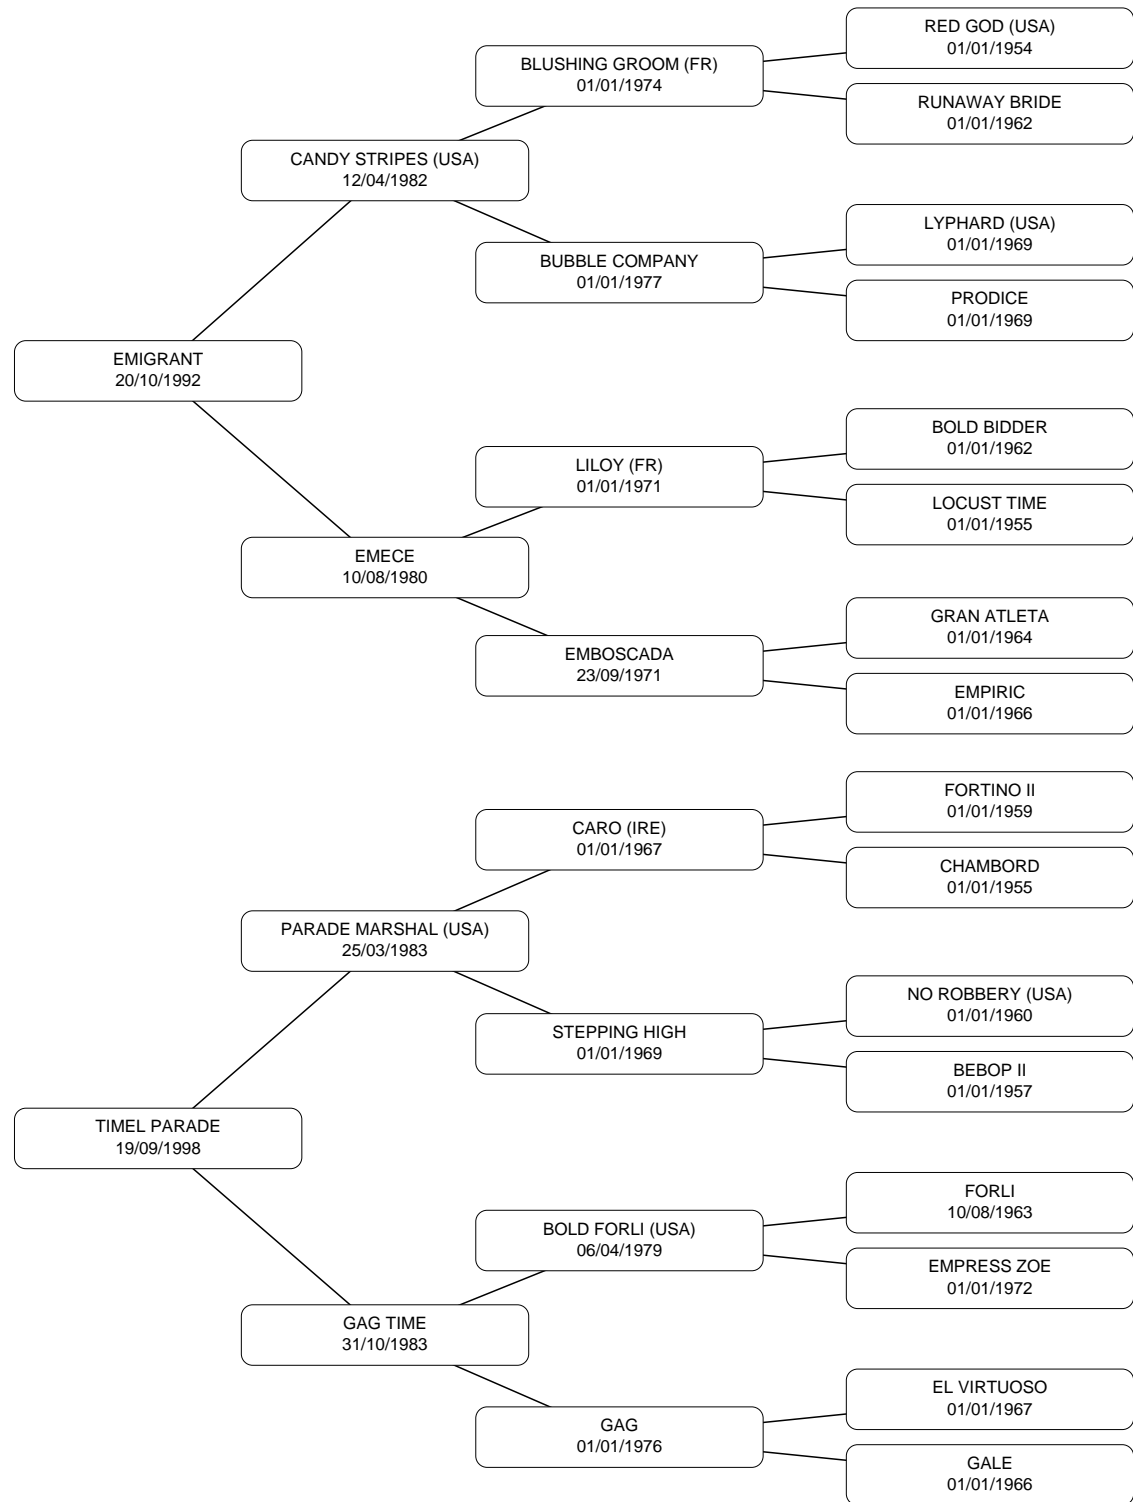 RED GOD (USA)
01/01/1954
BLUSHING GROOM (FR)
01/01/1974
RUNAWAY BRIDE
01/01/1962
CANDY STRIPES (USA)
12/04/1982
LYPHARD (USA)
01/01/1969
BUBBLE COMPANY
01/01/1977
PRODICE
01/01/1969
EMIGRANT
20/10/1992
BOLD BIDDER
01/01/1962
LILOY (FR)
01/01/1971
LOCUST TIME
01/01/1955
EMECE
10/08/1980
GRAN ATLETA
01/01/1964
EMBOSCADA
23/09/1971
EMPIRIC
01/01/1966
FORTINO II
01/01/1959
CARO (IRE)
01/01/1967
CHAMBORD
01/01/1955
PARADE MARSHAL (USA)
25/03/1983
NO ROBBERY (USA)
01/01/1960
STEPPING HIGH
01/01/1969
BEBOP II
01/01/1957
TIMEL PARADE
19/09/1998
FORLI
10/08/1963
BOLD FORLI (USA)
06/04/1979
EMPRESS ZOE
01/01/1972
GAG TIME
31/10/1983
EL VIRTUOSO
01/01/1967
GAG
01/01/1976
GALE
01/01/1966